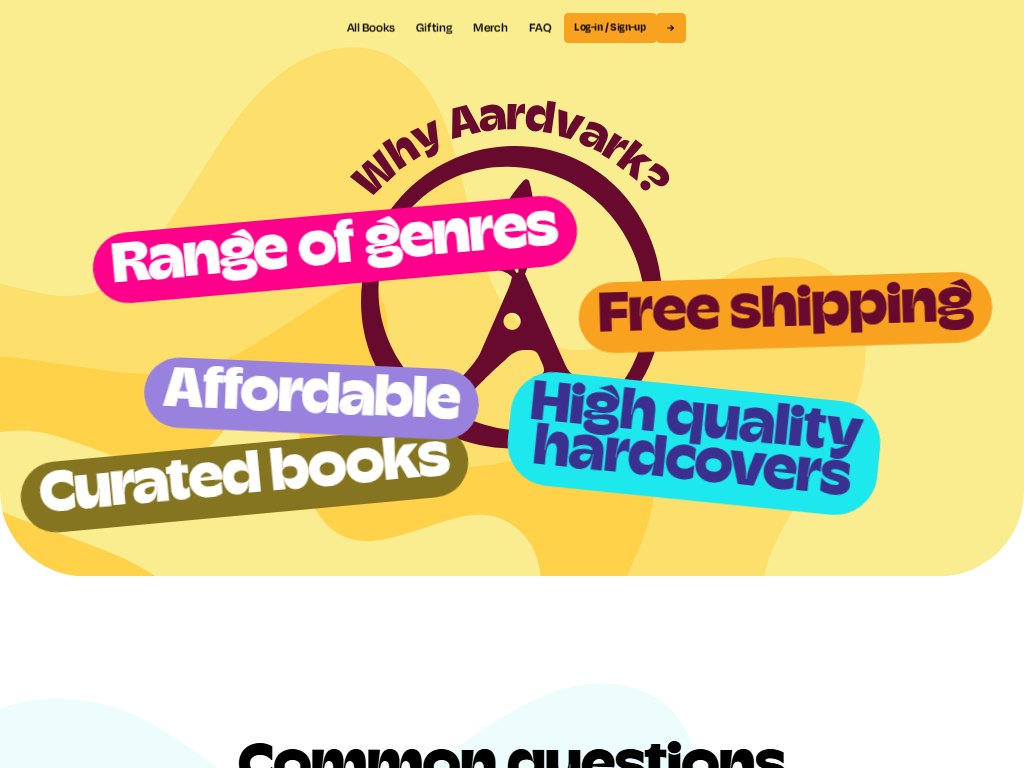 All Books Gifting Merch FAQ Log-in / Sign-up →
Why Aardvark?
Range of genres
Free shipping
Affordable
High quality
hardcovers
Curated books
Common questions